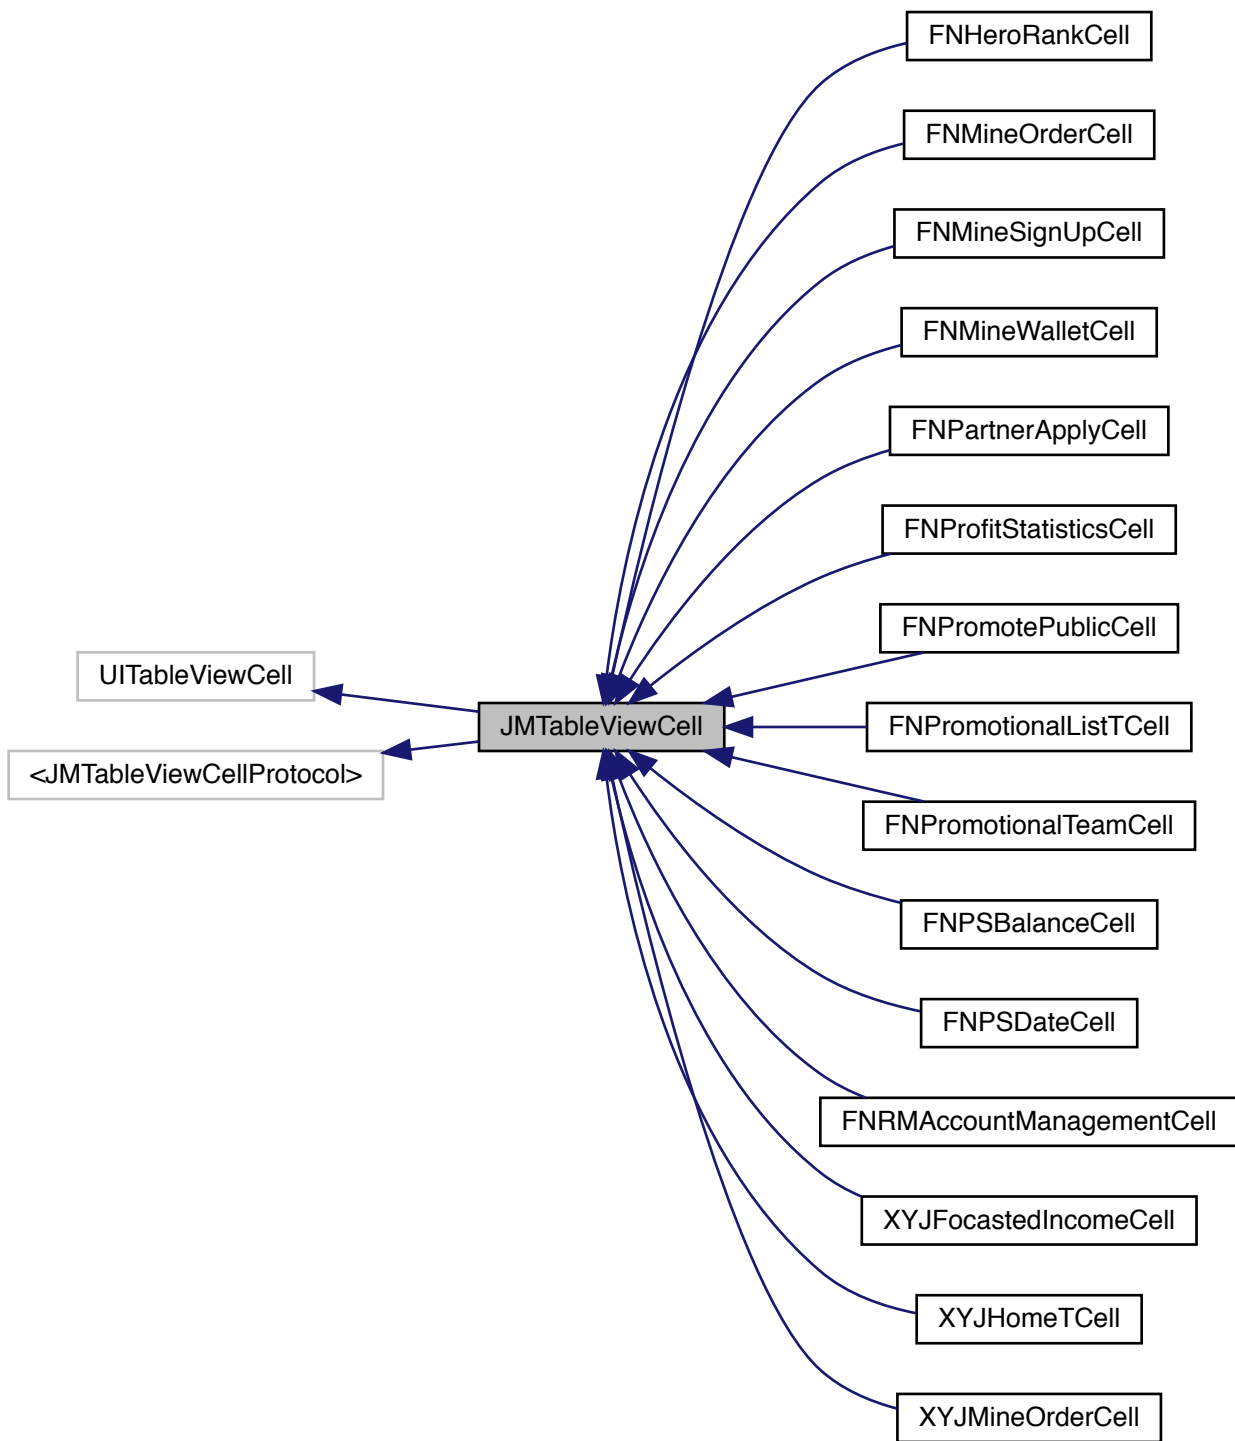 FNHeroRankCell
FNMineOrderCell
FNMineSignUpCell
FNMineWalletCell
FNPartnerApplyCell
FNProfitStatisticsCell
FNPromotePublicCell
UITableViewCell
JMTableViewCell
FNPromotionalListTCell
<JMTableViewCellProtocol>
FNPromotionalTeamCell
FNPSBalanceCell
FNPSDateCell
FNRMAccountManagementCell
XYJFocastedIncomeCell
XYJHomeTCell
XYJMineOrderCell